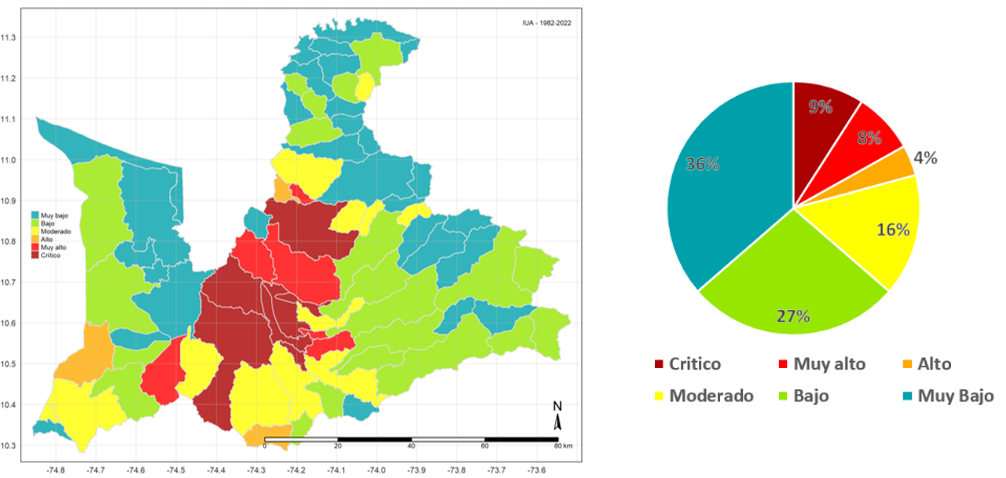 IUA - 1982-2022
11.3
11.2
11.1
11.0
10.9
10.8
10.7
10.6
10.5
10.4
10.3
Muy bajo
Bajo
Moderado
Alto
Muy alto
Crítico
N
0 20 40 60 80 km
-74.8 -74.7 -74.6 -74.5 -74.4 -74.3 -74.2 -74.1 -74.0 -73.9 -73.8 -73.7 -73.6
9%
8%
4%
16%
27%
36%
Critico Muy alto Alto
Moderado Bajo Muy Bajo